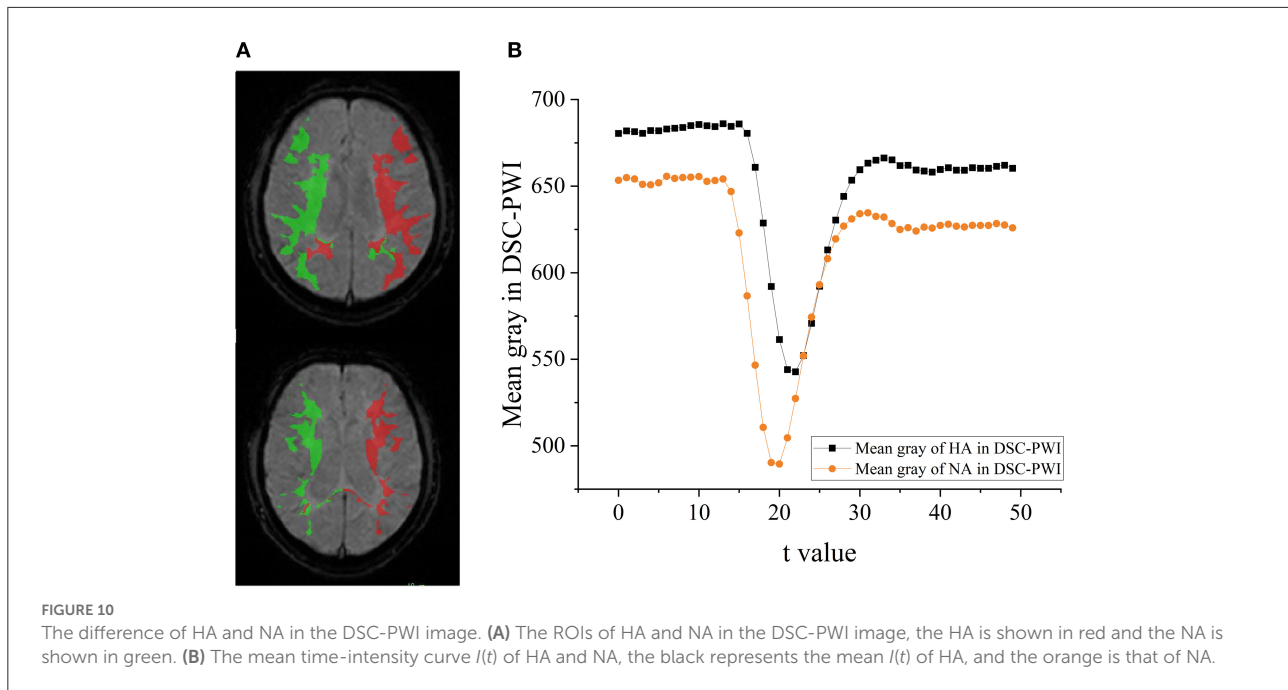 A
B
Mean gray in DSC-PWI
700
650
600
550
500
0
10
20
30
40
50
t value
Mean gray of HA in DSC-PWI
Mean gray of NA in DSC-PWI
FIGURE 10
The difference of HA and NA in the DSC-PWI image. (A) The ROIs of HA and NA in the DSC-PWI image, the HA is shown in red and the NA is
shown in green. (B) The mean time-intensity curve I(t) of HA and NA, the black represents the mean I(t) of HA, and the orange is that of NA.